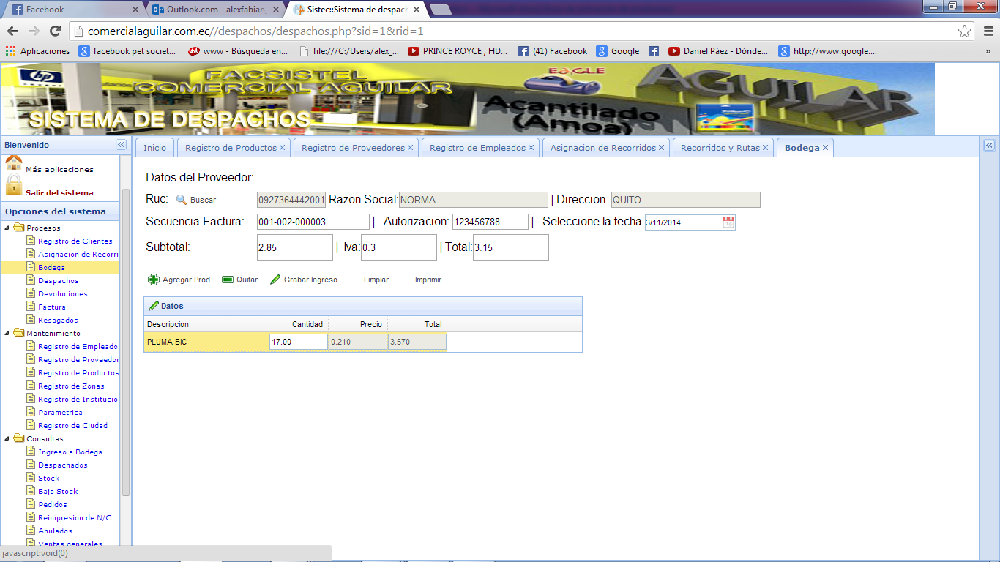 Facebook
Outlook.com - alexfabian_
Sistec::Sistema de despach
comercialaguilar.com.ec//despachos/despachos.php?sid=1&rid=1
Aplicaciones
facebook pet societ...
www - Búsqueda en...
file:///C:/Users/alex_...
PRINCE ROYCE , HD...
(41) Facebook
Google
Daniel Páez - Dónde...
http://www.google....
»
hp
FACSISTEL
COMERCIAL AGUILAR
SISTEMA DE DESPACHOS
EAGLE
Acantilado
(Amoa)
AGUILAR
Bienvenido
Más aplicaciones
Salir del sistema
Opciones del sistema
Procesos
Registro de Clientes
Asignacion de Recorri
Bodega
Despachos
Devoluciones
Factura
Resagados
Mantenimiento
Registro de Empleados
Registro de Proveedor
Registro de Productos
Registro de Zonas
Registro de Institucion
Parametrica
Registro de Ciudad
Consultas
Ingreso a Bodega
Despachados
Stock
Bajo Stock
Pedidos
Reimpresion de N/C
Anulados
Ventas generales
javascript:void(0)
Inicio
Registro de Productos
Registro de Proveedores
Registro de Empleados
Asignacion de Recorridos
Recorridos y Rutas
Bodega
Datos del Proveedor:
Ruc: Buscar 0927364442001 Razon Social: NORMA | Direccion QUITO
Secuencia Factura: 001-002-000003 | Autorizacion: 123456788 | Seleccione la fecha 3/11/2014
Subtotal: 2.85 | Iva: 0.3 | Total: 3.15
Agregar Prod Quitar Grabar Ingreso Limpiar Imprimir
Datos
Descripcion Cantidad Precio Total
PLUMA BIC 17.00 0.210 3.570